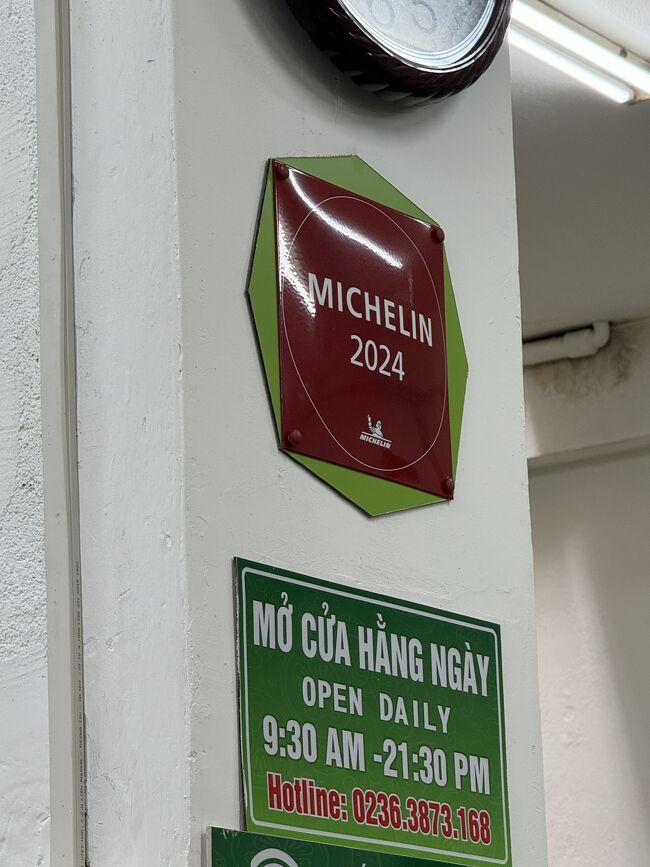 MICHELIN
2024
MICHELIN
MỞ CỬA HẰNG NGÀY
OPEN DAILY
9:30 AM -21:30 PM
Hotline: 0236.3873.168